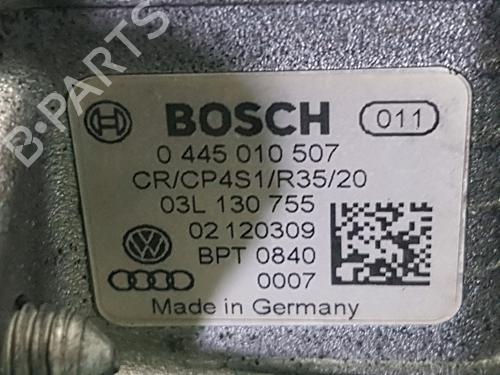 B-PARTS
BOSCH 011
0 445 010 507
CR/CP4S1/R35/20
03L 130 755
02 120309
BPT 0840
0007
Made in Germany